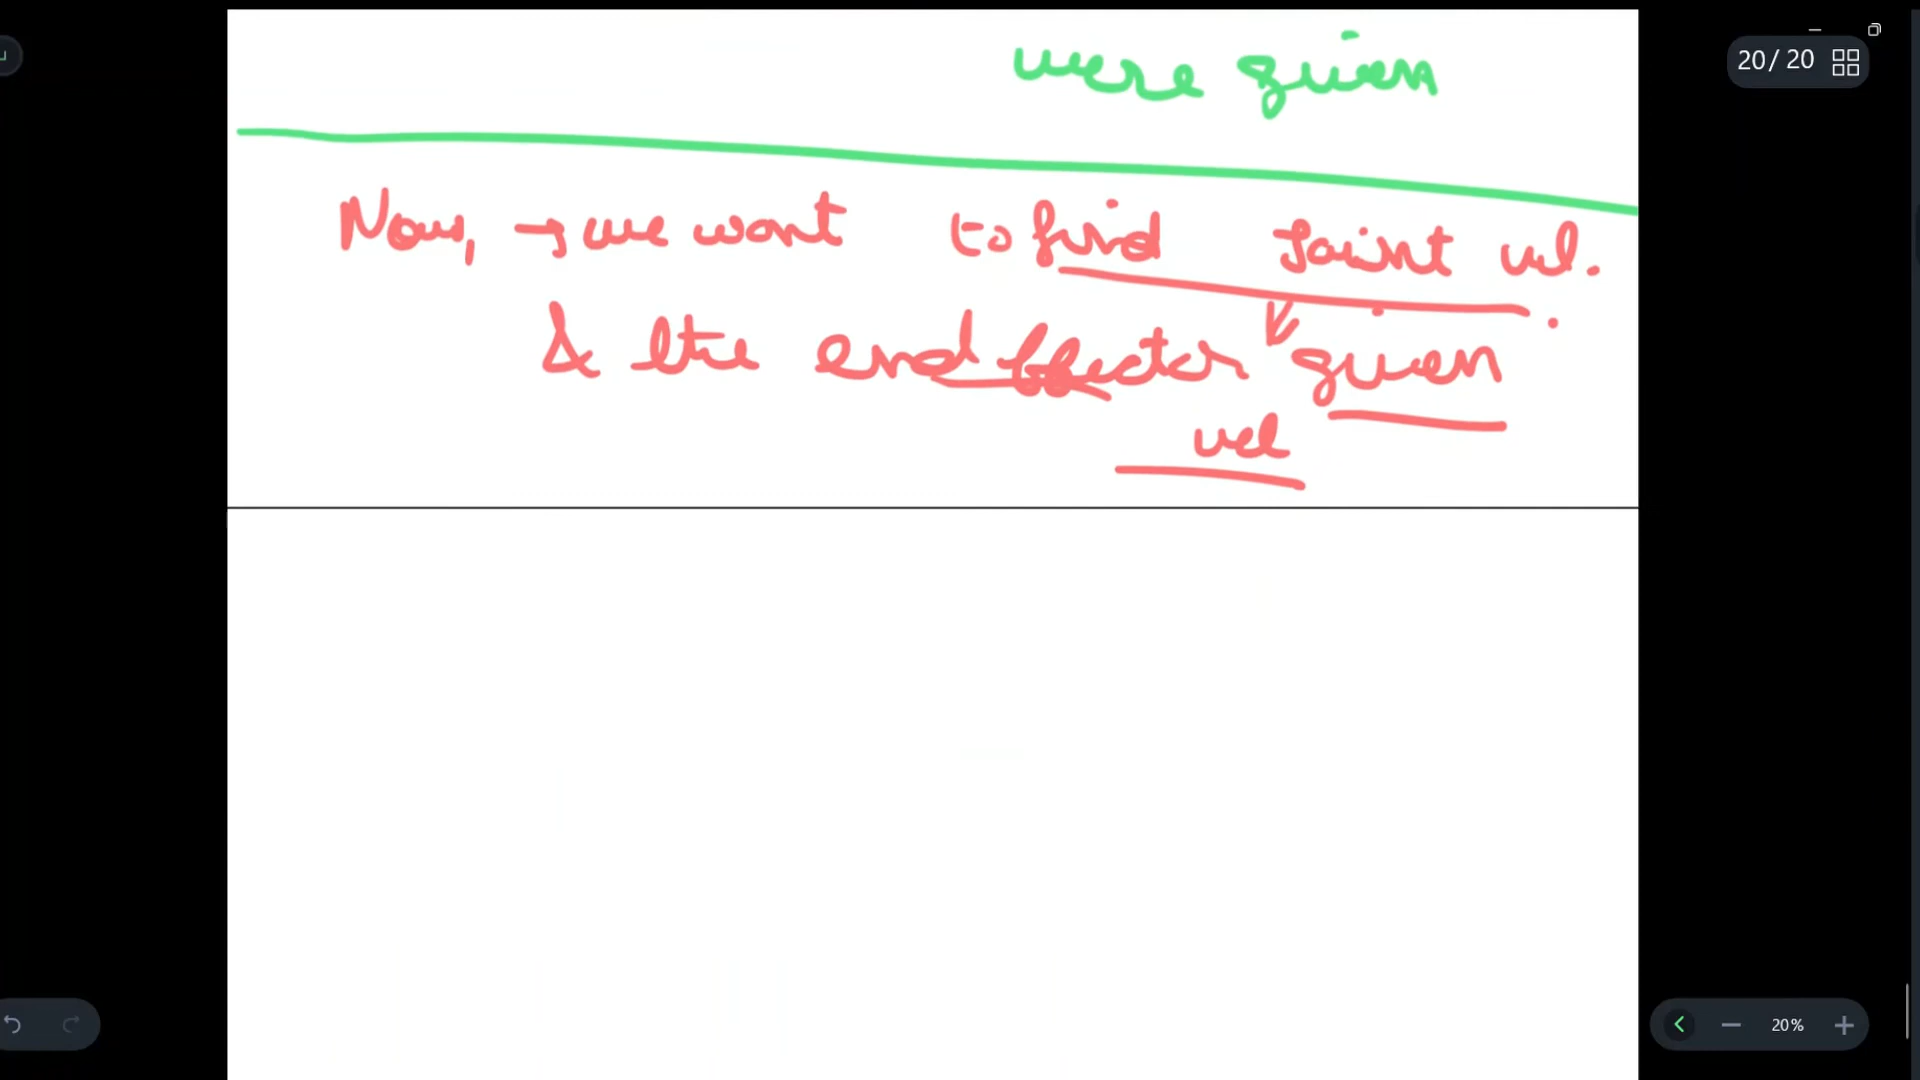 20/ 20
were given
Now, → we want to find Joint vel.
& the end effector given
vel
20%